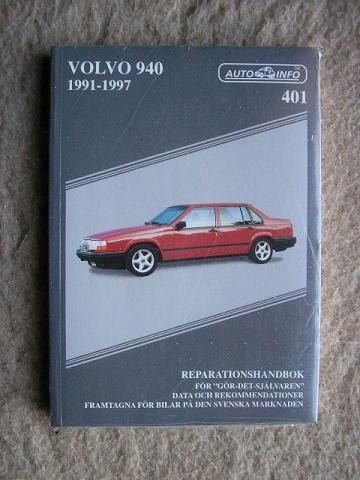 VOLVO 940
1991-1997
AUTO INFO
401
REPARATIONSHANDBOK
FÖR "GÖR-DET-SJÄLVAREN"
DATA OCH REKOMMENDATIONER
FRAMTAGNA FÖR BILAR PÅ DEN SVENSKA MARKNADEN